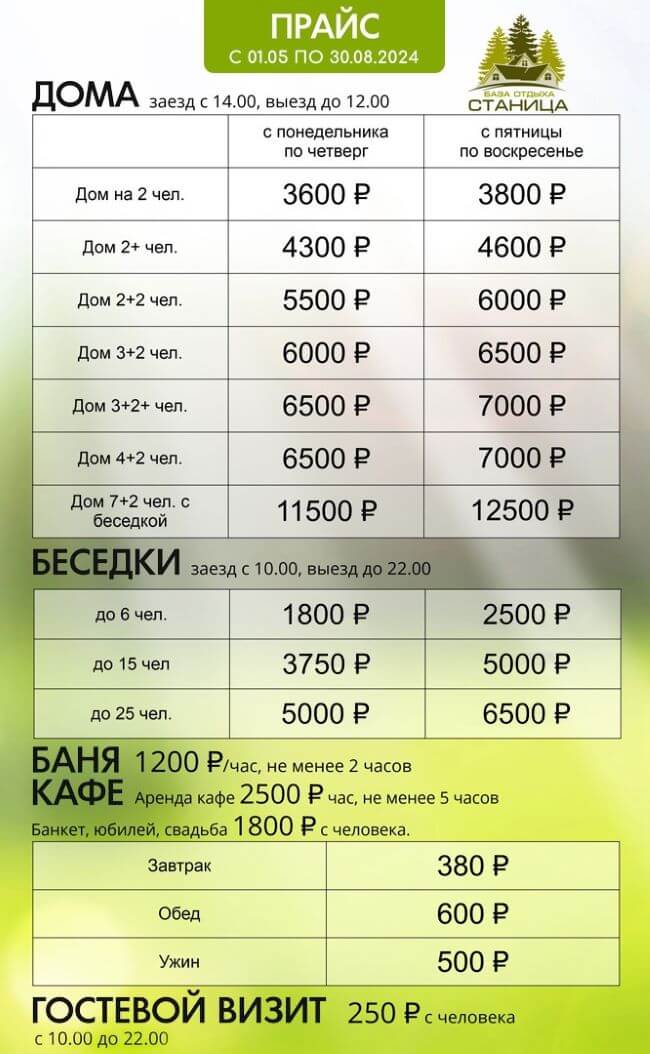 ПРАЙС
С 01.05 ПО 30.08.2024
БАЗА ОТДЫХА
СТАНИЦА
ДОМА заезд с 14.00, выезд до 12.00
с понедельника по четверг
с пятницы по воскресенье
Дом на 2 чел. 3600 ₽ 3800 ₽
Дом 2+ чел. 4300 ₽ 4600 ₽
Дом 2+2 чел. 5500 ₽ 6000 ₽
Дом 3+2 чел. 6000 ₽ 6500 ₽
Дом 3+2+ чел. 6500 ₽ 7000 ₽
Дом 4+2 чел. 6500 ₽ 7000 ₽
Дом 7+2 чел. с беседкой 11500 ₽ 12500 ₽
БЕСЕДКИ заезд с 10.00, выезд до 22.00
до 6 чел. 1800 ₽ 2500 ₽
до 15 чел 3750 ₽ 5000 ₽
до 25 чел. 5000 ₽ 6500 ₽
БАНЯ 1200 ₽/час, не менее 2 часов
КАФЕ Аренда кафе 2500 ₽ час, не менее 5 часов
Банкет, юбилей, свадьба 1800 ₽ с человека.
Завтрак 380 ₽
Обед 600 ₽
Ужин 500 ₽
ГОСТЕВОЙ ВИЗИТ 250 ₽ с человека
с 10.00 до 22.00